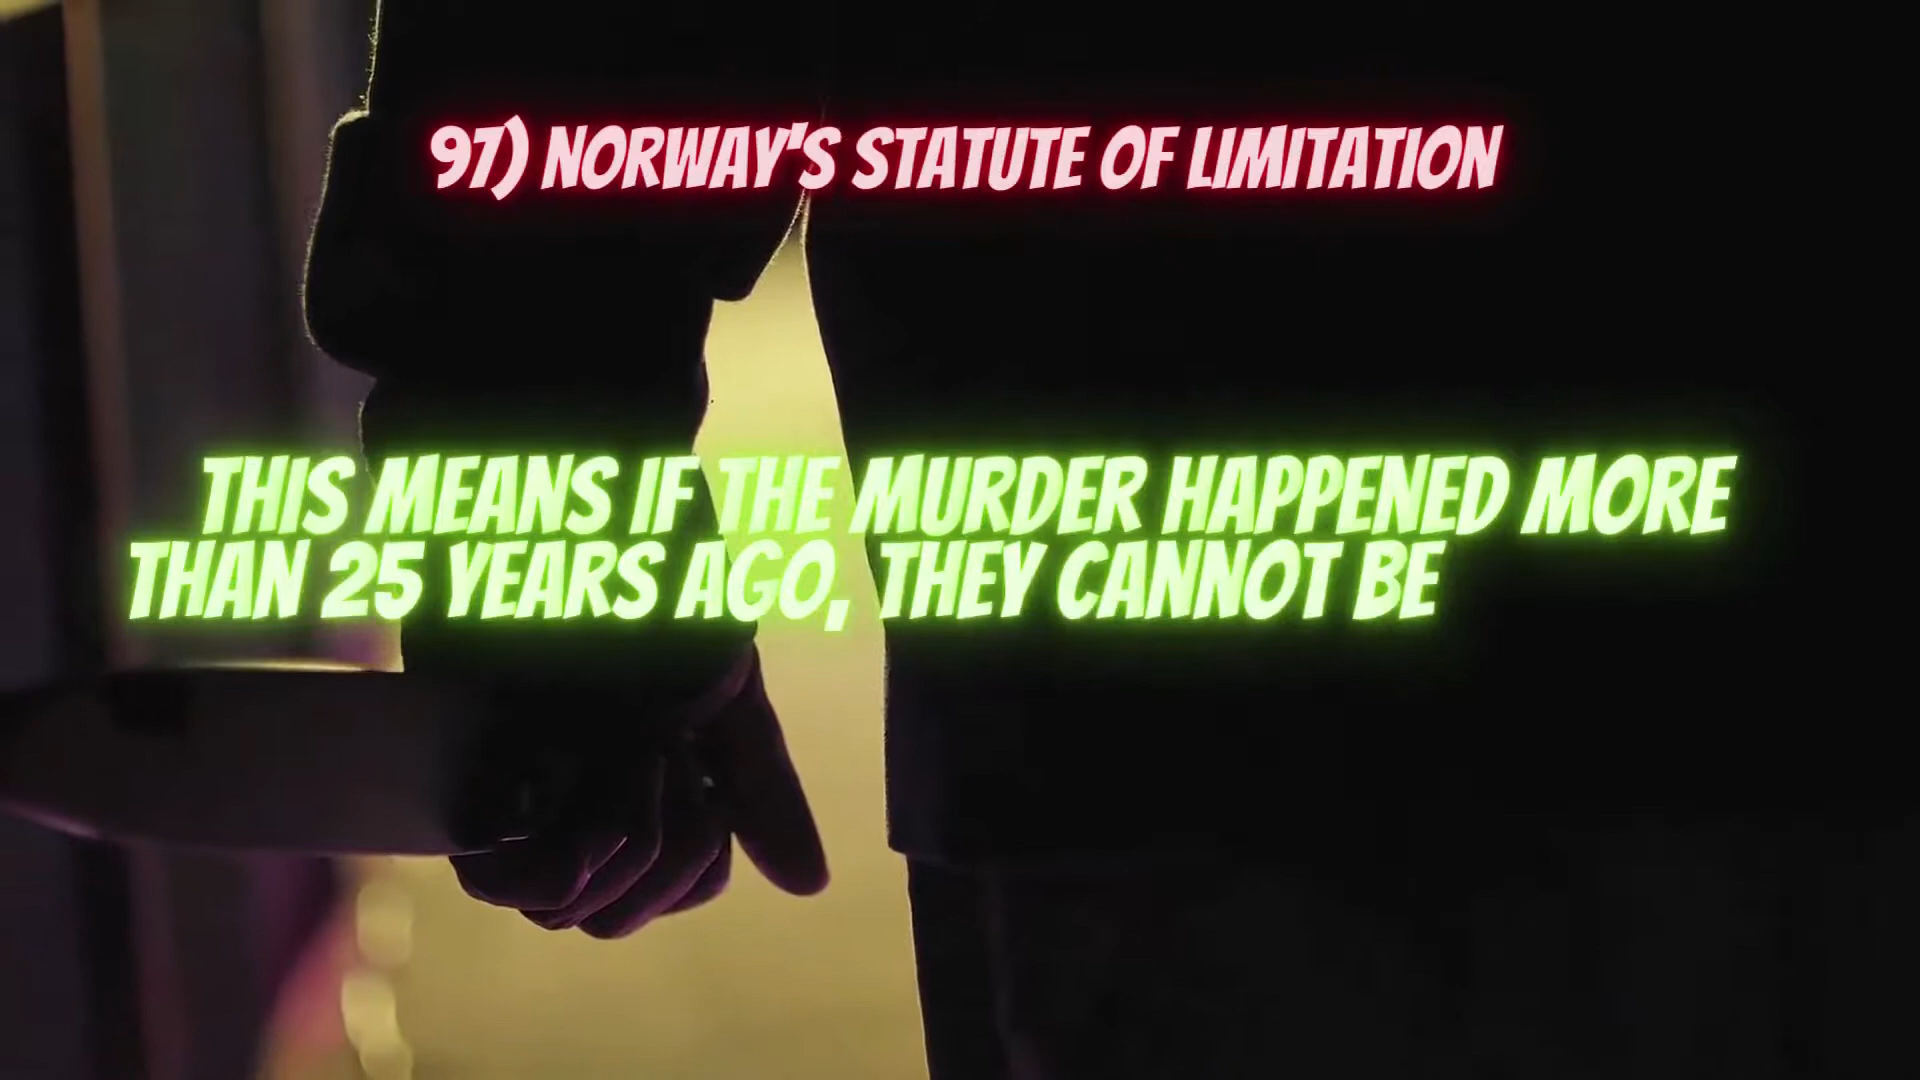 97) NORWAY'S STATUTE OF LIMITATION
THIS MEANS IF THE MURDER HAPPENED MORE
THAN 25 YEARS AGO, THEY CANNOT BE